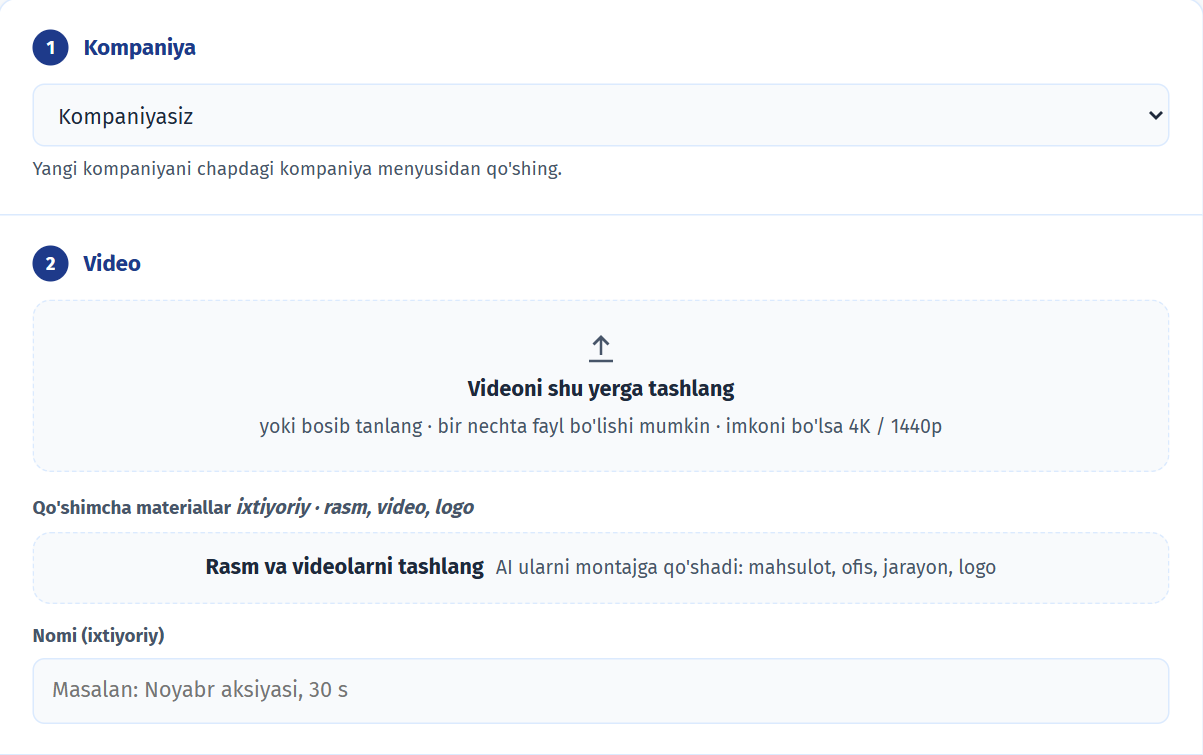 1 Kompaniya
Kompaniyasiz
Yangi kompaniyani chapdagi kompaniya menyusidan qo'shing.
2 Video
Videoni shu yerga tashlang
yoki bosib tanlang · bir nechta fayl bo'lishi mumkin · imkoni bo'lsa 4K / 1440p
Qo'shimcha materiallar ixtiyoriy · rasm, video, logo
Rasm va videolarni tashlang AI ularni montajga qo'shadi: mahsulot, ofis, jarayon, logo
Nomi (ixtiyoriy)
Masalan: Noyabr aksiyasi, 30 s